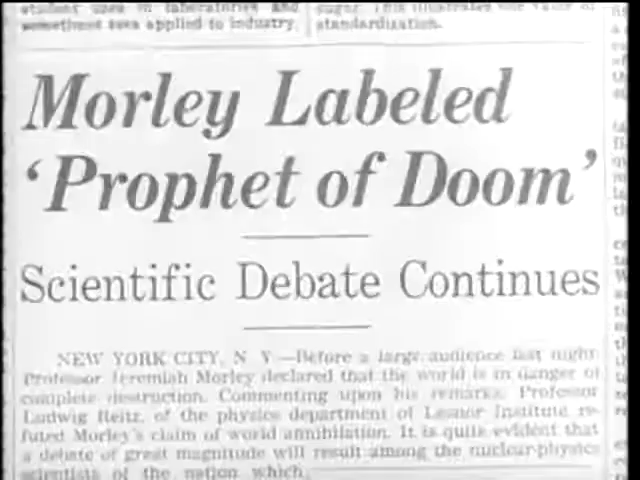 student uses in laboratories and
sometimes sees applied to industry.
standardization.
Morley Labeled
'Prophet of Doom'
Scientific Debate Continues
NEW YORK CITY, N Y—Before a large audience last night
Professor Jeremiah Morley declared that the world is in danger of
complete destruction. Commenting upon his remarks, Professor
Ludwig Reitz, of the physics department of Lesnor Institute re-
futed Morley's claim of world annihilation. It is quite evident that
a debate of great magnitude will result among the nuclear-physics
scientists of the nation which